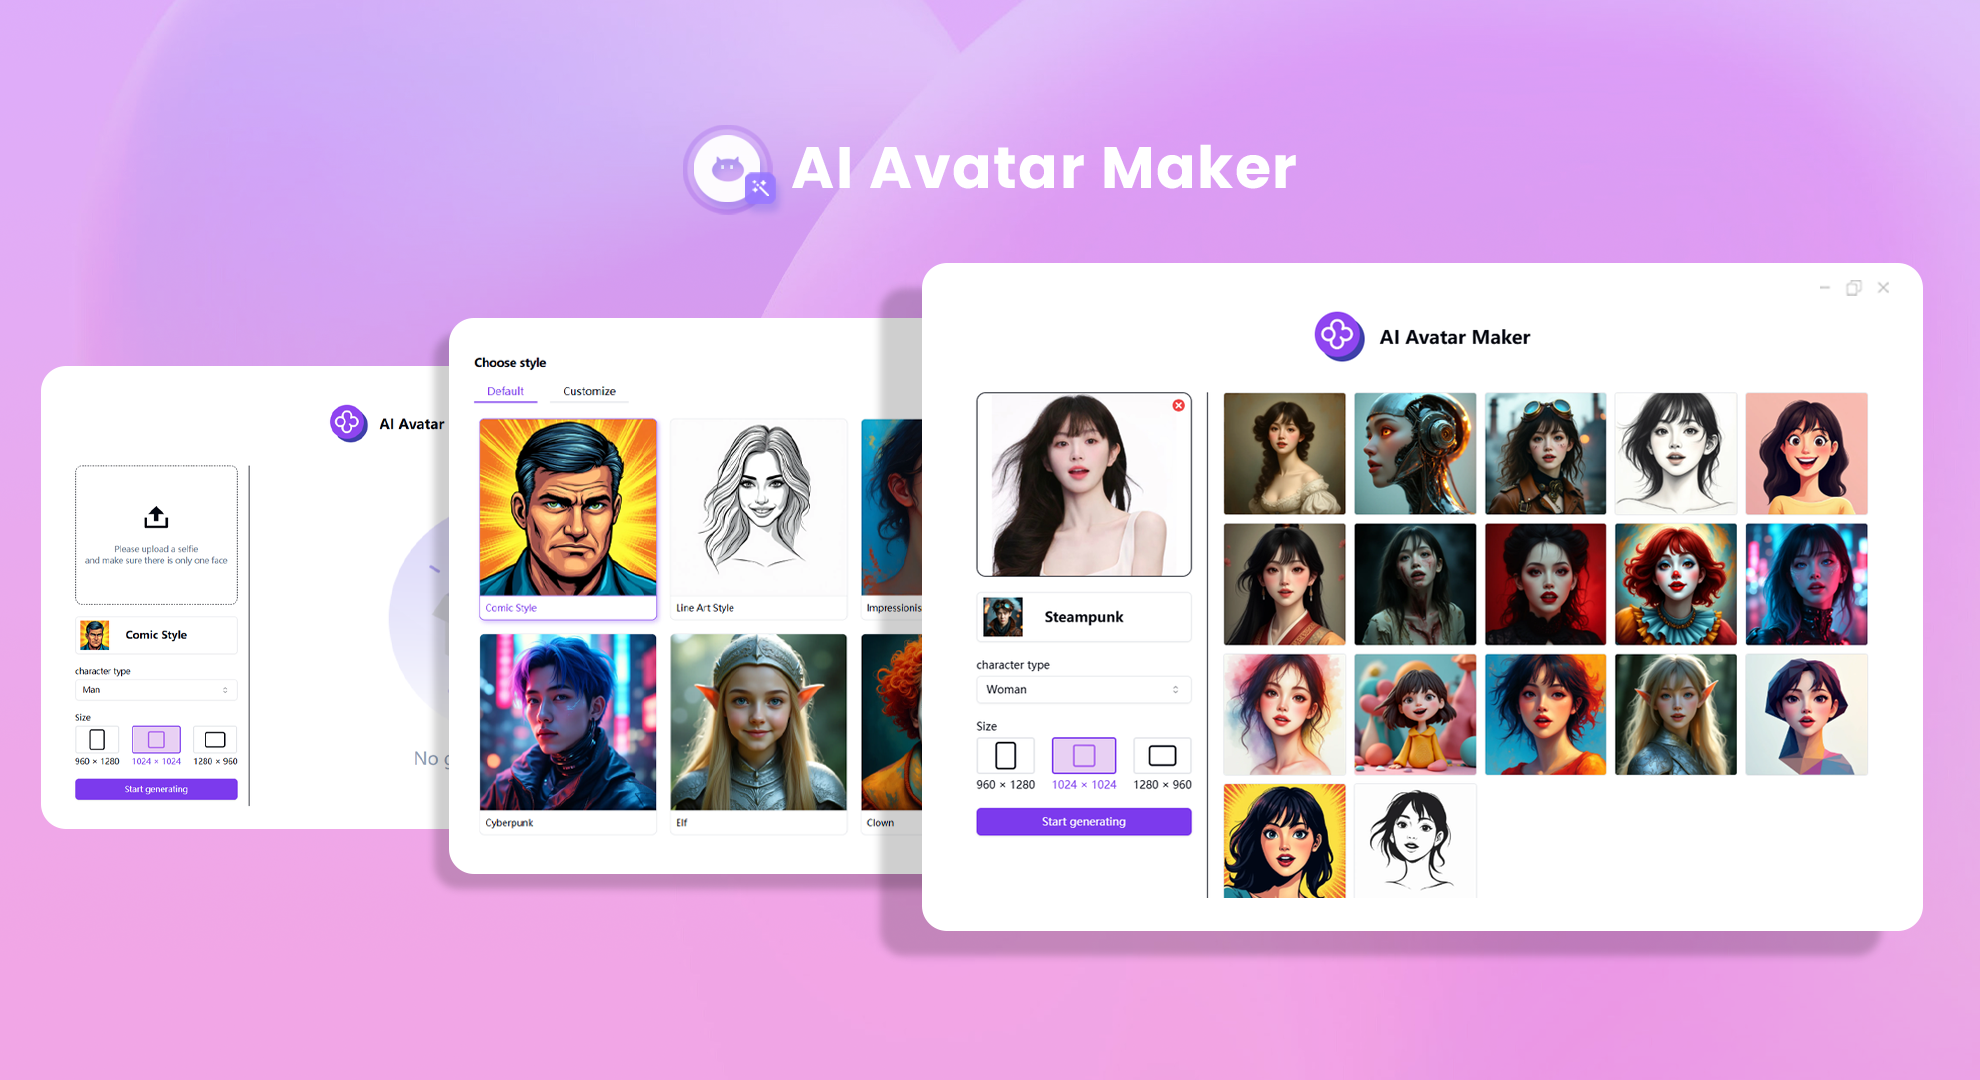 AI Avatar Maker
AI Avatar
Please upload a selfie
and make sure there is only one face
Comic Style
character type
Man
Size
960 × 1280
1024 × 1024
1280 × 960
Start generating
No g
Choose style
Default
Customize
Comic Style
Line Art Style
Impressionis
Cyberpunk
Elf
Clown
AI Avatar Maker
Steampunk
character type
Woman
Size
960 × 1280
1024 × 1024
1280 × 960
Start generating